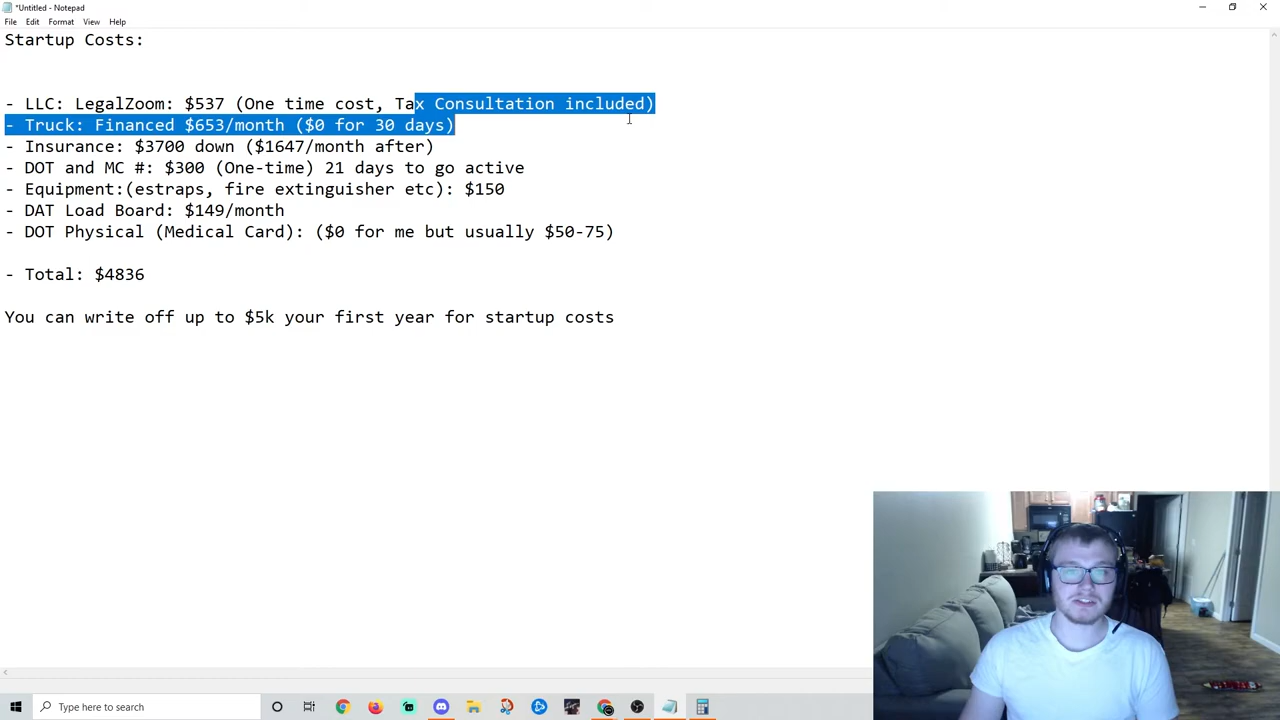 *Untitled - Notepad
File Edit Format View Help
Startup Costs:
- LLC: LegalZoom: $537 (One time cost, Tax Consultation included)
- Truck: Financed $653/month ($0 for 30 days)
- Insurance: $3700 down ($1647/month after)
- DOT and MC #: $300 (One-time) 21 days to go active
- Equipment:(estraps, fire extinguisher etc): $150
- DAT Load Board: $149/month
- DOT Physical (Medical Card): ($0 for me but usually $50-75)
- Total: $4836
You can write off up to $5k your first year for startup costs
Type here to search